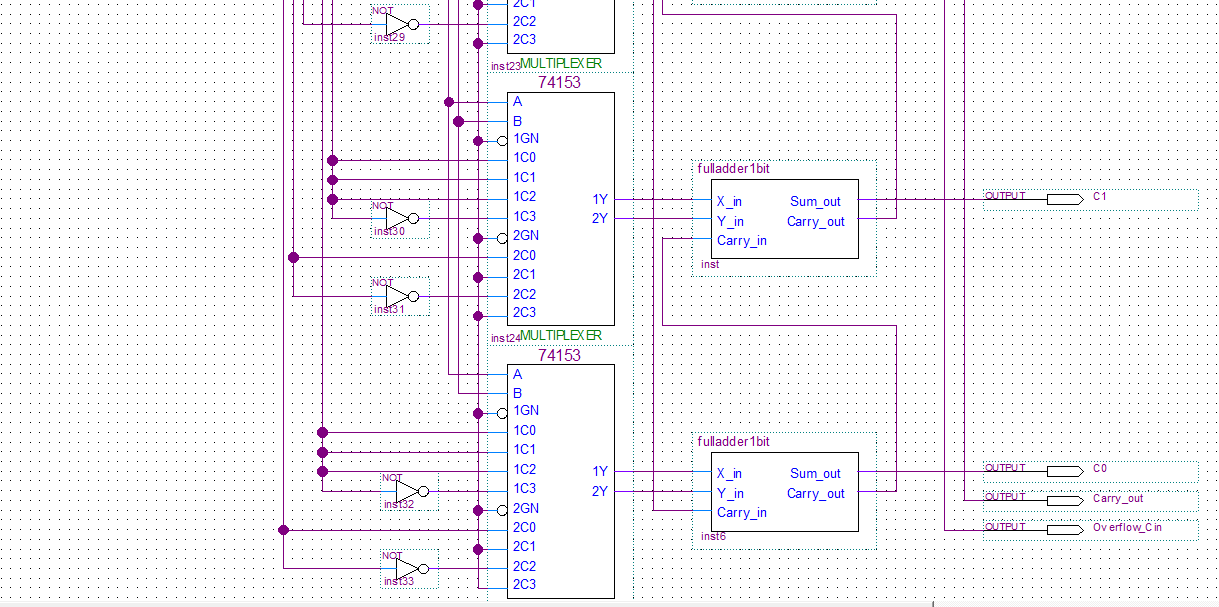 2C1
NOT
2C2
inst29
2C3
inst23
MULTIPLEXER
74153
A
B
1GN
1C0
fulladder1bit
1C1
1C2
1Y
X_in
Sum_out
OUTPUT
C1
NOT
1C3
2Y
Y_in
Carry_out
inst30
2GN
Carry_in
2C0
inst
2C1
NOT
2C2
inst31
2C3
inst24
MULTIPLEXER
74153
A
B
1GN
1C0
fulladder1bit
1C1
1C2
1Y
X_in
Sum_out
OUTPUT
C0
NOT
1C3
2Y
Y_in
Carry_out
OUTPUT
Carry_out
inst32
2GN
Carry_in
2C0
OUTPUT
Overflow_Cin
inst6
2C1
NOT
2C2
inst33
2C3